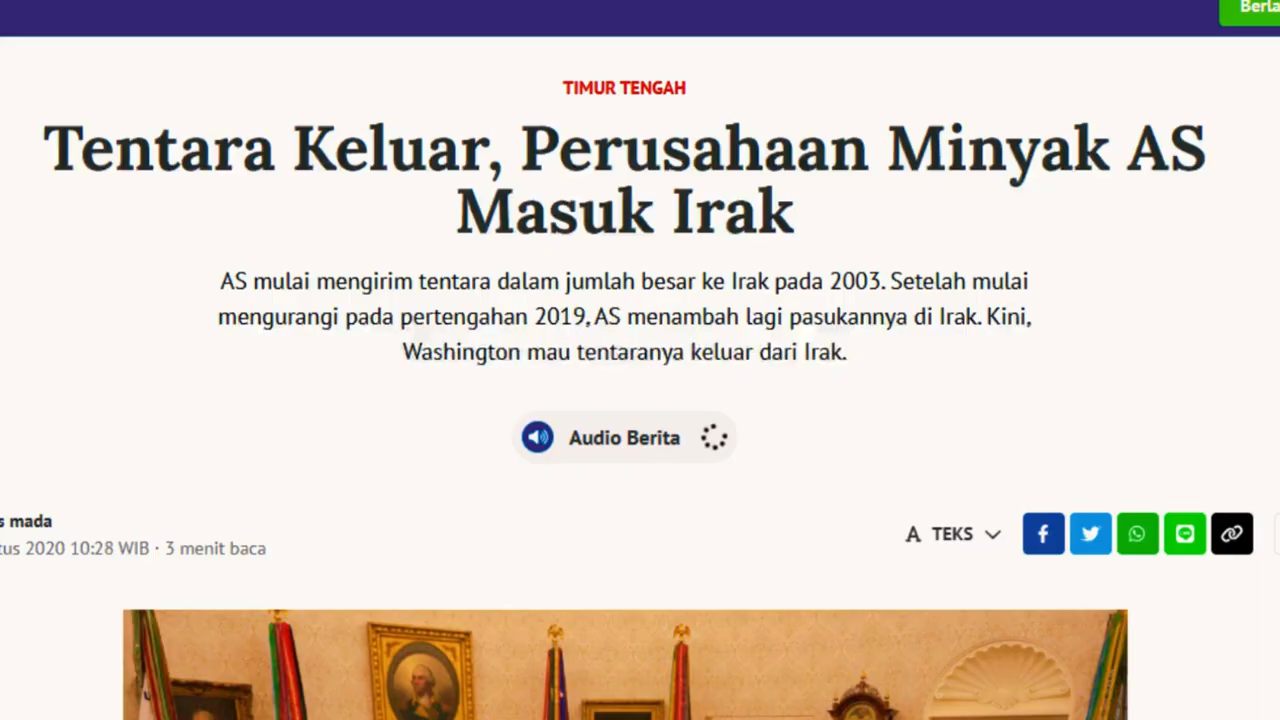 Berla
TIMUR TENGAH
Tentara Keluar, Perusahaan Minyak AS
Masuk Irak
AS mulai mengirim tentara dalam jumlah besar ke Irak pada 2003. Setelah mulai
mengurangi pada pertengahan 2019, AS menambah lagi pasukannya di Irak. Kini,
Washington mau tentaranya keluar dari Irak.
Audio Berita
s mada
A TEKS
tus 2020 10:28 WIB · 3 menit baca